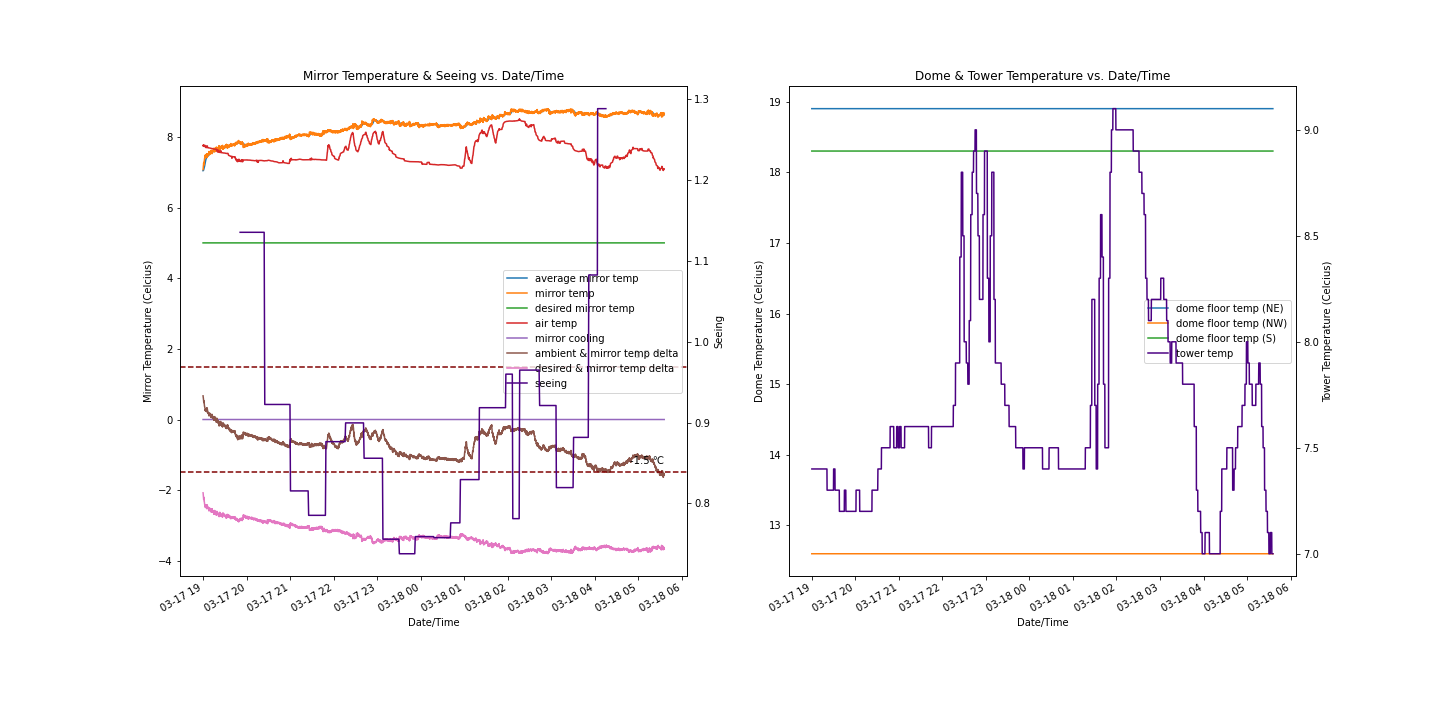 Mirror Temperature & Seeing vs. Date/Time
Mirror Temperature (Celcius)
8
6
4
2
0
−2
−4
1.3
1.2
1.1
1.0
0.9
0.8
Seeing
average mirror temp
mirror temp
desired mirror temp
air temp
mirror cooling
ambient & mirror temp delta
desired & mirror temp delta
seeing
-1.5 °C
03-17 19
03-17 20
03-17 21
03-17 22
03-17 23
03-18 00
03-18 01
03-18 02
03-18 03
03-18 04
03-18 05
03-18 06
Date/Time
Dome & Tower Temperature vs. Date/Time
Dome Temperature (Celcius)
19
18
17
16
15
14
13
9.0
8.5
8.0
7.5
7.0
Tower Temperature (Celcius)
dome floor temp (NE)
dome floor temp (NW)
dome floor temp (S)
tower temp
03-17 19
03-17 20
03-17 21
03-17 22
03-17 23
03-18 00
03-18 01
03-18 02
03-18 03
03-18 04
03-18 05
03-18 06
Date/Time